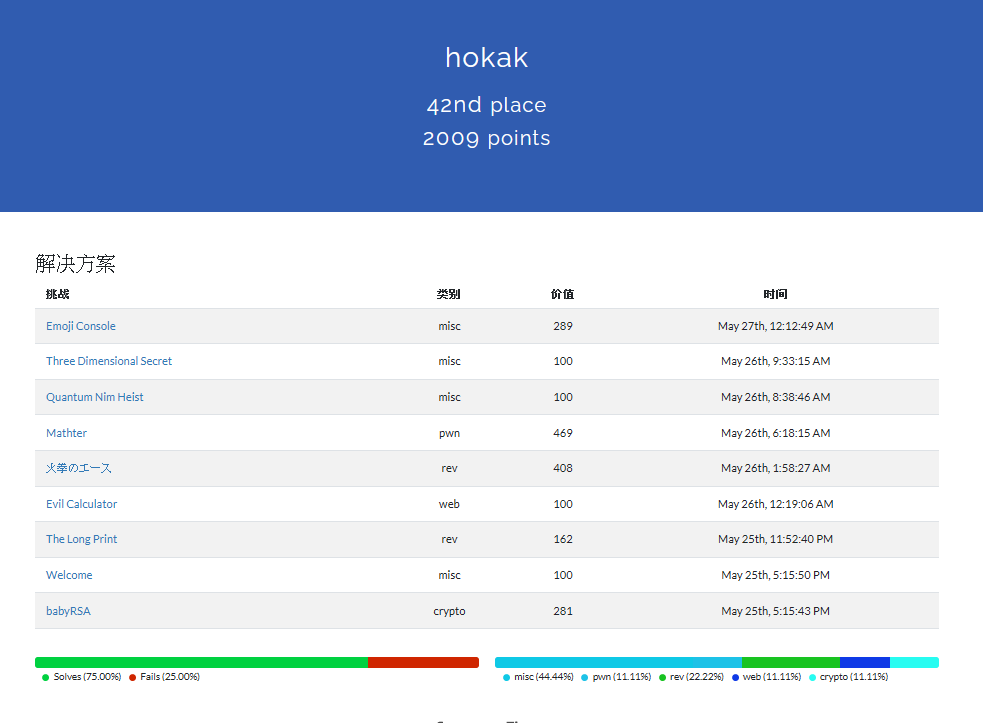 hokak
42nd place
2009 points
解决方案
挑战 类别 价值 时间
Emoji Console misc 289 May 27th, 12:12:49 AM
Three Dimensional Secret misc 100 May 26th, 9:33:15 AM
Quantum Nim Heist misc 100 May 26th, 8:38:46 AM
Mathter pwn 469 May 26th, 6:18:15 AM
火拳のエース rev 408 May 26th, 1:58:27 AM
Evil Calculator web 100 May 26th, 12:19:06 AM
The Long Print rev 162 May 25th, 11:52:40 PM
Welcome misc 100 May 25th, 5:15:50 PM
babyRSA crypto 281 May 25th, 5:15:43 PM
Solves (75.00%) Fails (25.00%) misc (44.44%) pwn (11.11%) rev (22.22%) web (11.11%) crypto (11.11%)